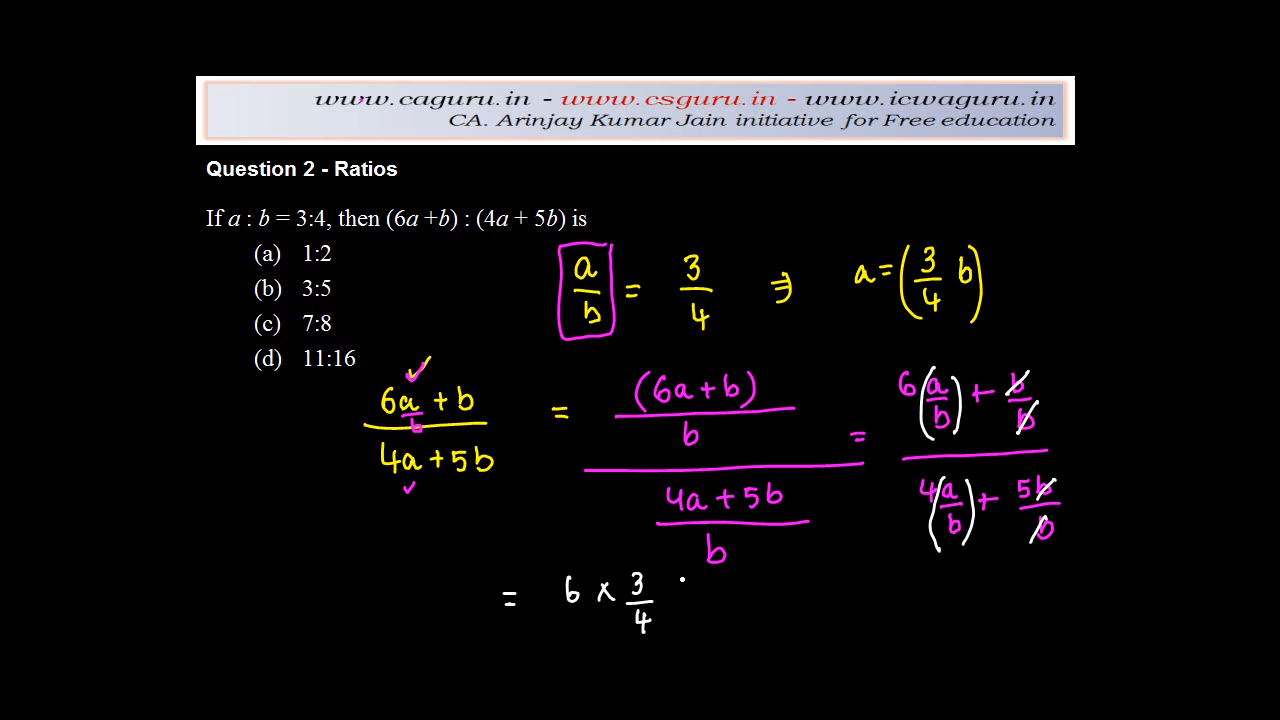 www.caguru.in - www.csguru.in - www.icwaguru.in
CA. Arinjay Kumar Jain initiative for Free education
Question 2 - Ratios
If a : b = 3:4, then (6a +b) : (4a + 5b) is
(a) 1:2
(b) 3:5
(c) 7:8
(d) 11:16
a/b = 3/4 ⇒ a = (3/4 b)
(6a/b + b)/(4a + 5b) = ((6a + b)/b)/((4a + 5b)/b) = (6(a/b) + b/b)/(4(a/b) + 5b/b)
= 6 × 3/4